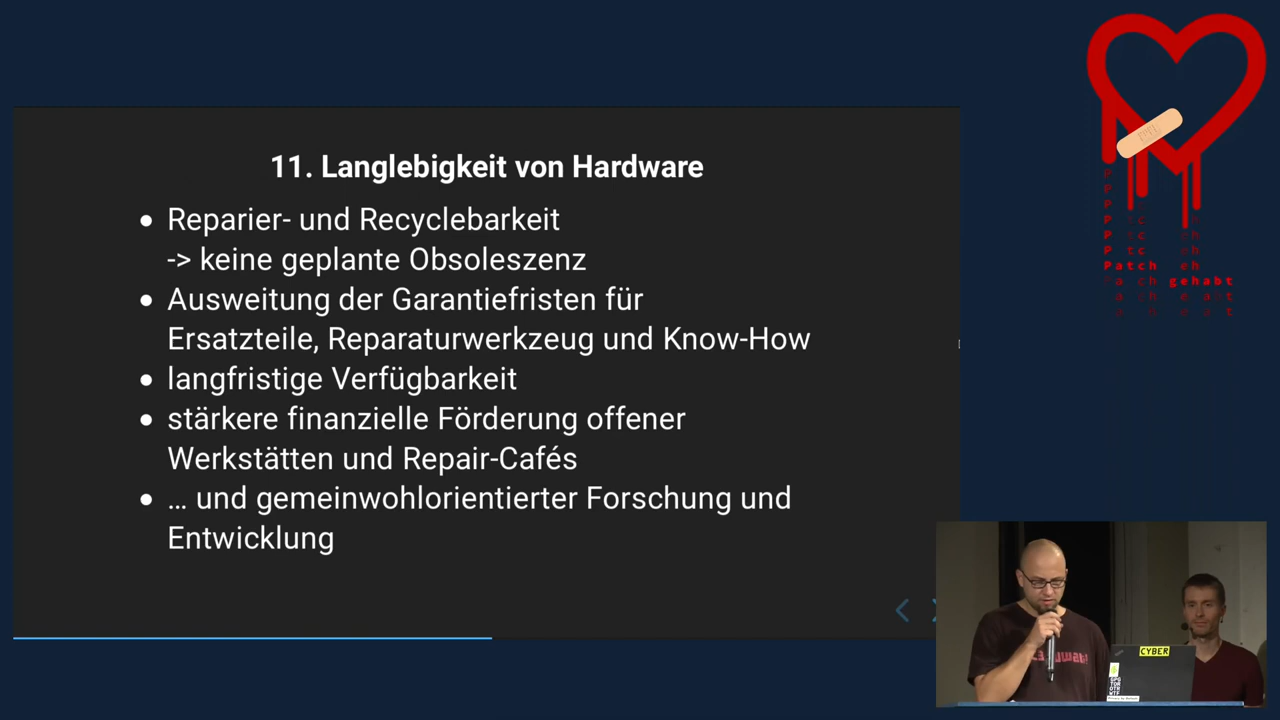 11. Langlebigkeit von Hardware
Reparier- und Recyclebarkeit
-> keine geplante Obsoleszenz
Ausweitung der Garantiefristen für
Ersatzteile, Reparaturwerkzeug und Know-How
langfristige Verfügbarkeit
stärkere finanzielle Förderung offener
Werkstätten und Repair-Cafés
... und gemeinwohlorientierter Forschung und
Entwicklung
Patch gehabt
CYBER